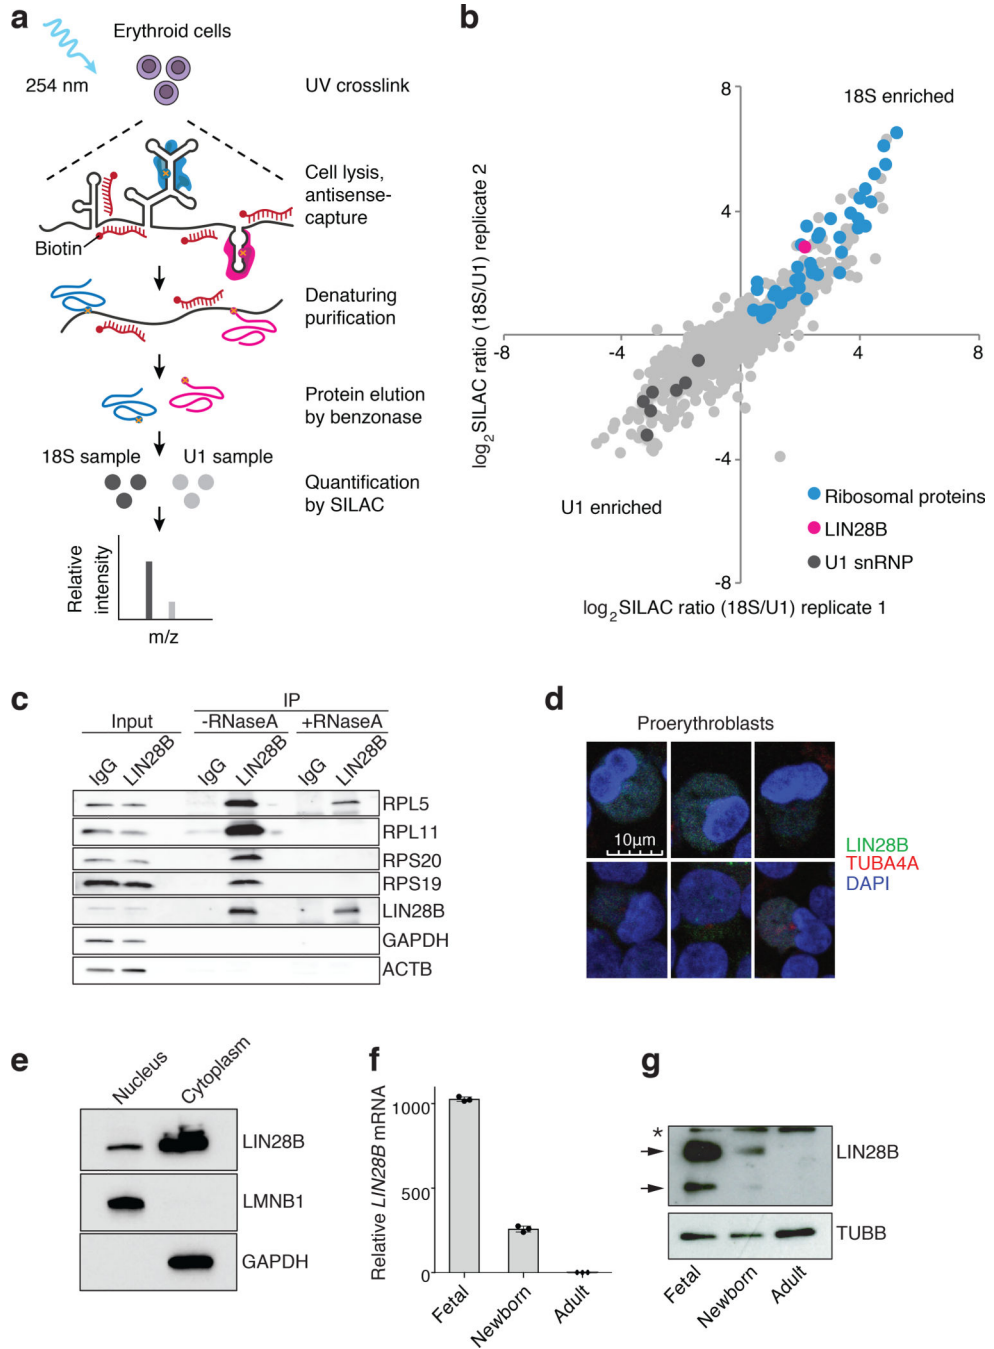 a
Erythroid cells
254 nm
UV crosslink
Cell lysis,
antisense-
capture
Biotin
Denaturing
purification
Protein elution
by benzonase
18S sample
U1 sample
Quantification
by SILAC
Relative
intensity
m/z
b
8
18S enriched
4
-8
-4
4
8
-4
U1 enriched
-8
log2SILAC ratio (18S/U1) replicate 2
log2SILAC ratio (18S/U1) replicate 1
Ribosomal proteins
LIN28B
U1 snRNP
c
IP
Input
-RNaseA
+RNaseA
IgG
LIN28B
IgG
LIN28B
IgG
LIN28B
RPL5
RPL11
RPS20
RPS19
LIN28B
GAPDH
ACTB
d
Proerythroblasts
10µm
LIN28B
TUBA4A
DAPI
e
Nucleus
Cytoplasm
LIN28B
LMNB1
GAPDH
f
Relative LIN28B mRNA
1000
500
0
Fetal
Newborn
Adult
g
*
LIN28B
TUBB
Fetal
Newborn
Adult